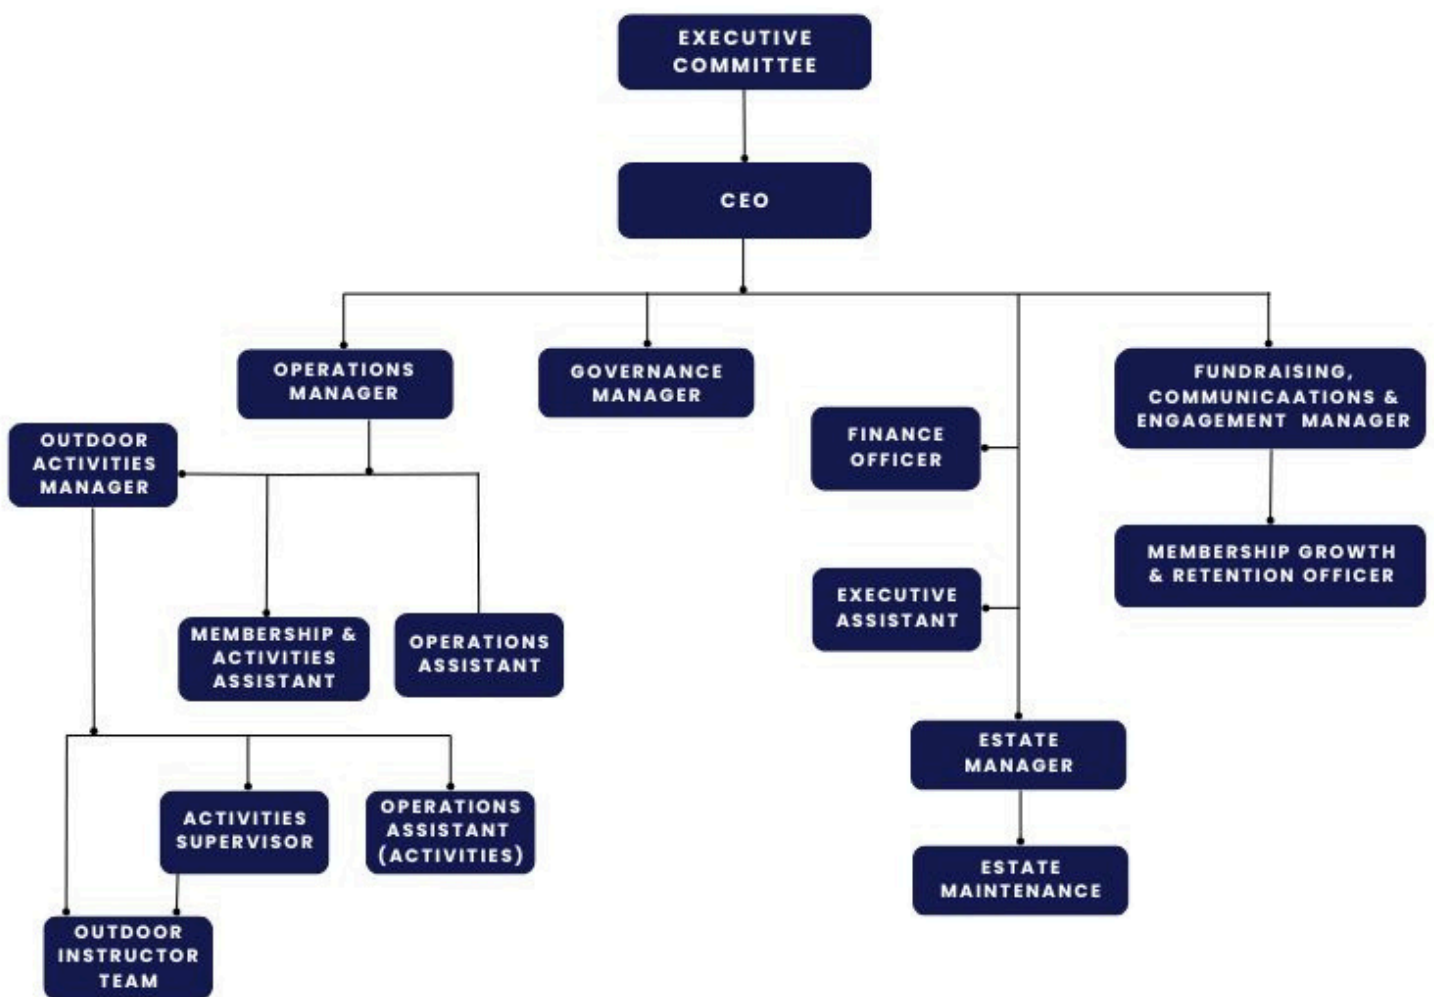 EXECUTIVE
COMMITTEE
CEO
OPERATIONS
MANAGER
GOVERNANCE
MANAGER
FUNDRAISING,
COMMUNICAATIONS &
ENGAGEMENT MANAGER
OUTDOOR
ACTIVITIES
MANAGER
FINANCE
OFFICER
MEMBERSHIP GROWTH
& RETENTION OFFICER
EXECUTIVE
ASSISTANT
MEMBERSHIP &
ACTIVITIES
ASSISTANT
OPERATIONS
ASSISTANT
ESTATE
MANAGER
ACTIVITIES
SUPERVISOR
OPERATIONS
ASSISTANT
(ACTIVITIES)
ESTATE
MAINTENANCE
OUTDOOR
INSTRUCTOR
TEAM